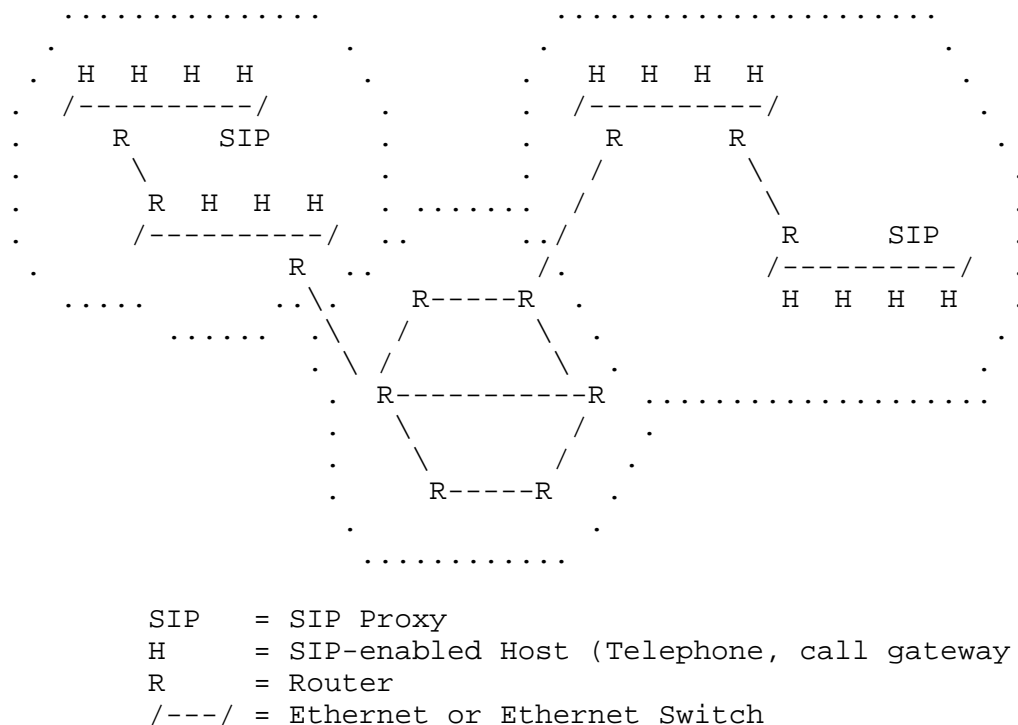 H H H H H H H H
/----------/ /----------/
R SIP R R
R H H H
/----------/ R SIP
R /----------/
R-----R H H H H
R-----------R
R-----R
SIP = SIP Proxy
H = SIP-enabled Host (Telephone, call gateway
R = Router
/---/ = Ethernet or Ethernet Switch